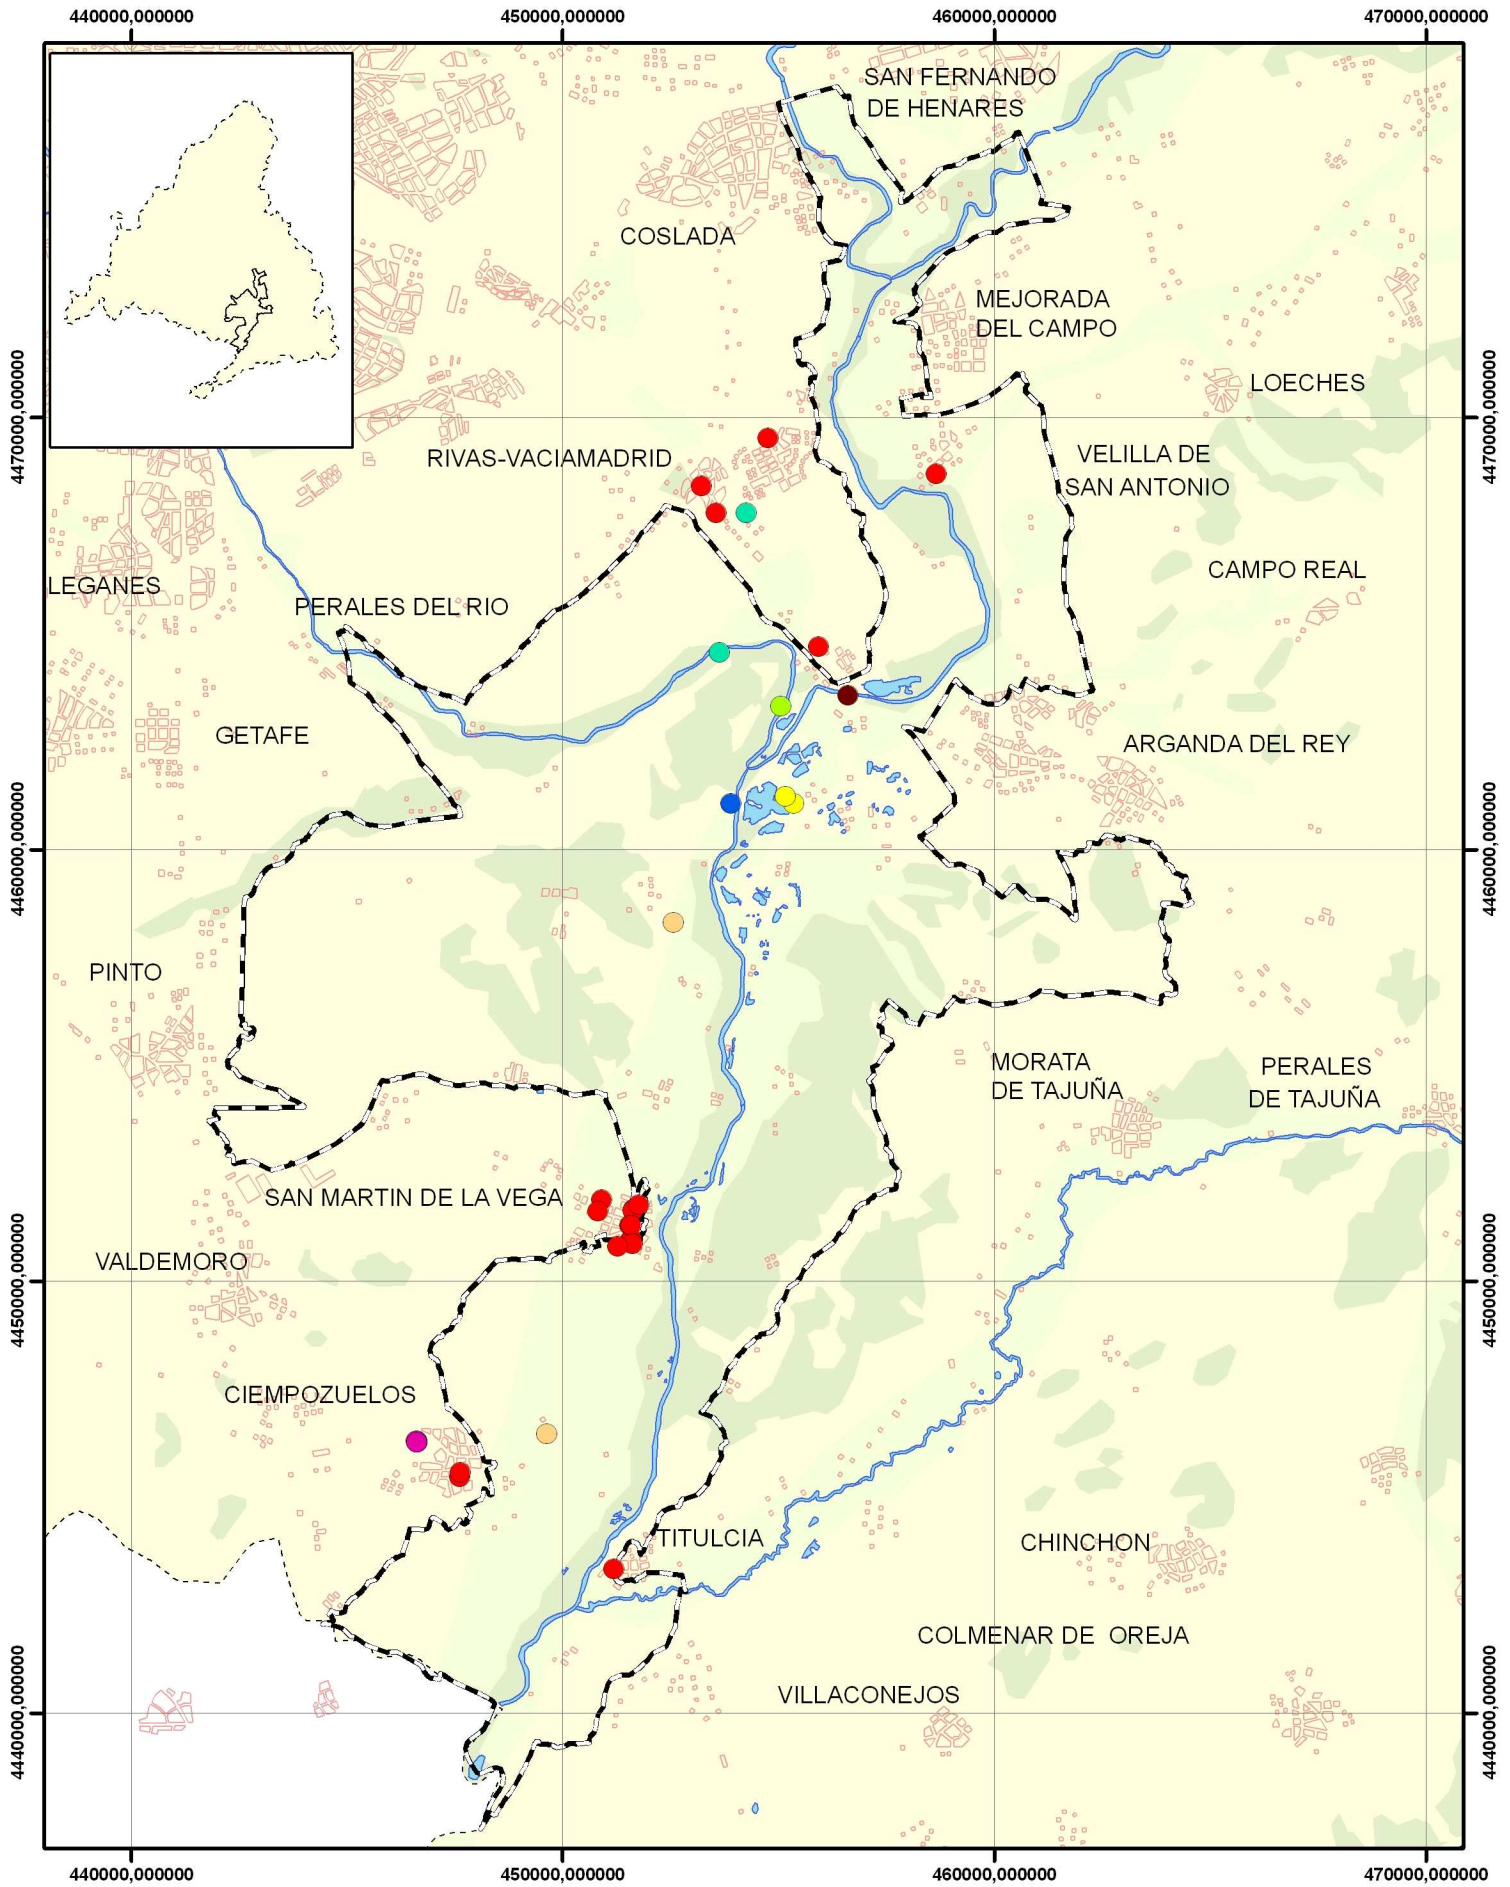 440000,000000
450000,000000
460000,000000
470000,000000
SAN FERNANDO
DE HENARES
COSLADA
MEJORADA
DEL CAMPO
LOECHES
4470000,000000
4470000,000000
RIVAS-VACIAMADRID
VELILLA DE
SAN ANTONIO
CAMPO REAL
LEGANES
PERALES DEL RIO
GETAFE
ARGANDA DEL REY
4460000,000000
4460000,000000
PINTO
MORATA
DE TAJUÑA
PERALES
DE TAJUÑA
SAN MARTIN DE LA VEGA
VALDEMORO
4450000,000000
4450000,000000
CIEMPOZUELOS
TITULCIA
CHINCHON
COLMENAR DE  OREJA
VILLACONEJOS
4440000,000000
4440000,000000
440000,000000
450000,000000
460000,000000
470000,000000